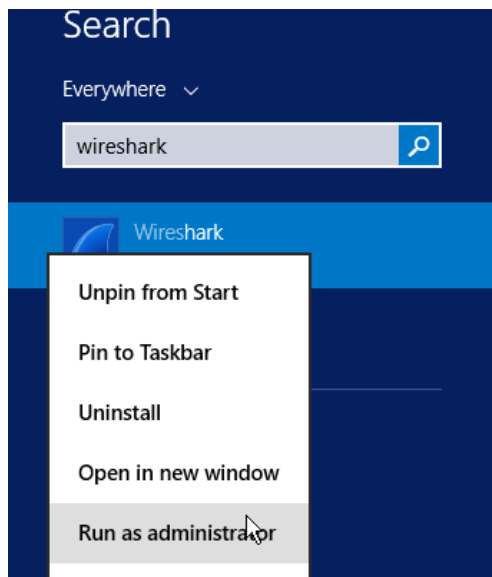 Search
Everywhere
wireshark
Wireshark
Unpin from Start
Pin to Taskbar
Uninstall
Open in new window
Run as administrator